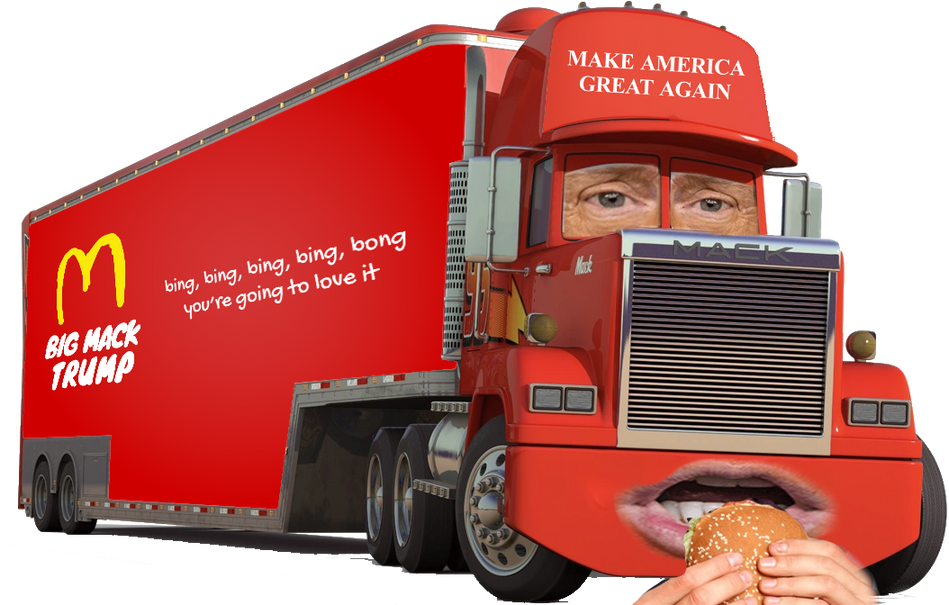 MAKE AMERICA
GREAT AGAIN
MACK
Mack
bing, bing, bing, bing, bong
you're going to love it
M
BIG MACK
TRUMP